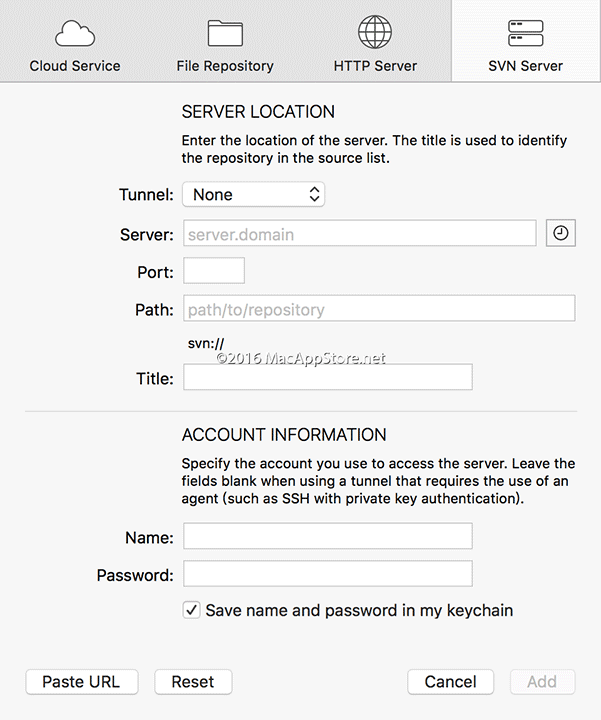 Cloud Service
File Repository
HTTP Server
SVN Server
SERVER LOCATION
Enter the location of the server. The title is used to identify
the repository in the source list.
Tunnel: None
Server: server.domain
Port:
Path: path/to/repository
svn://
©2016 MacAppStore.net
Title:
ACCOUNT INFORMATION
Specify the account you use to access the server. Leave the
fields blank when using a tunnel that requires the use of an
agent (such as SSH with private key authentication).
Name:
Password:
Save name and password in my keychain
Paste URL
Reset
Cancel
Add